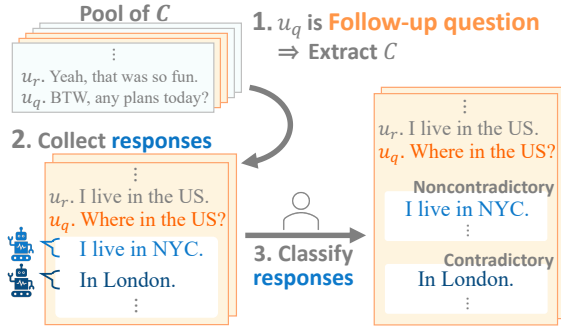 Pool of C
⋮
u_r. Yeah, that was so fun.
u_q. BTW, any plans today?
1. u_q is Follow-up question
⇒ Extract C
2. Collect responses
⋮
u_r. I live in the US.
u_q. Where in the US?
I live in NYC.
In London.
3. Classify
responses
⋮
u_r. I live in the US.
u_q. Where in the US?
Noncontradictory
I live in NYC.
⋮
Contradictory
In London.
⋮